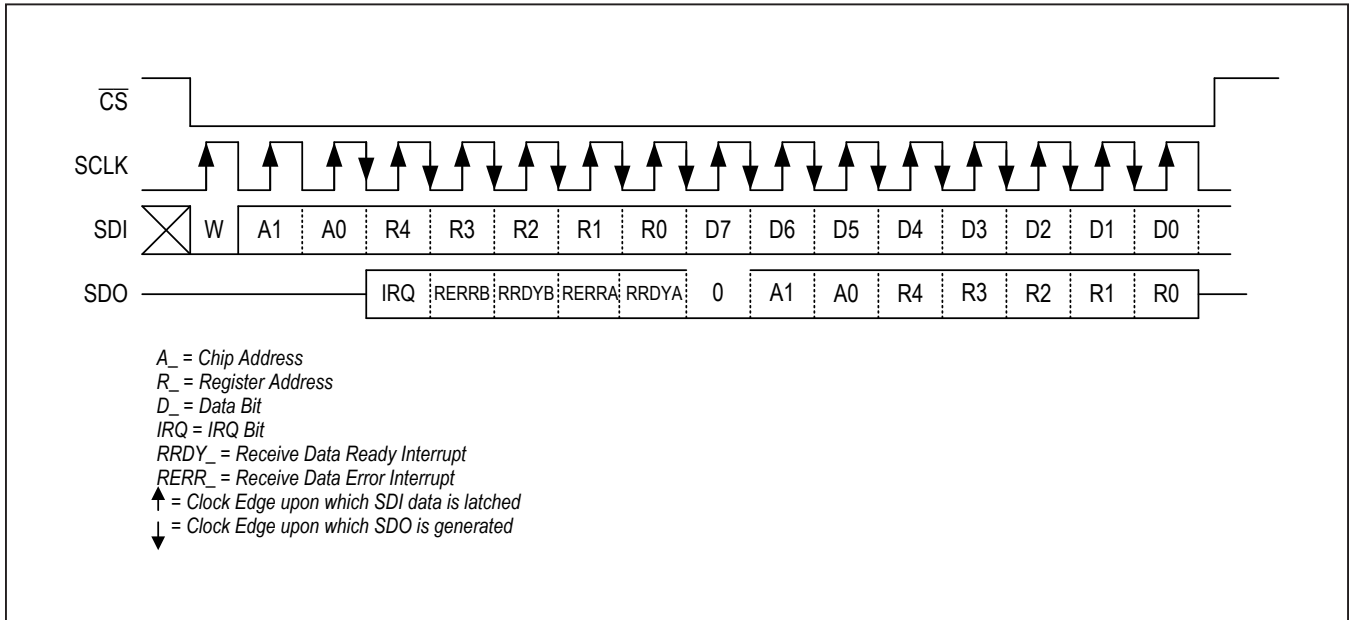 CS
SCLK
SDI W A1 A0 R4 R3 R2 R1 R0 D7 D6 D5 D4 D3 D2 D1 D0
SDO IRQ RERRB RRDYB RERRA RRDYA 0 A1 A0 R4 R3 R2 R1 R0
A_ = Chip Address
R_ = Register Address
D_ = Data Bit
IRQ = IRQ Bit
RRDY_ = Receive Data Ready Interrupt
RERR_ = Receive Data Error Interrupt
= Clock Edge upon which SDI data is latched
= Clock Edge upon which SDO is generated